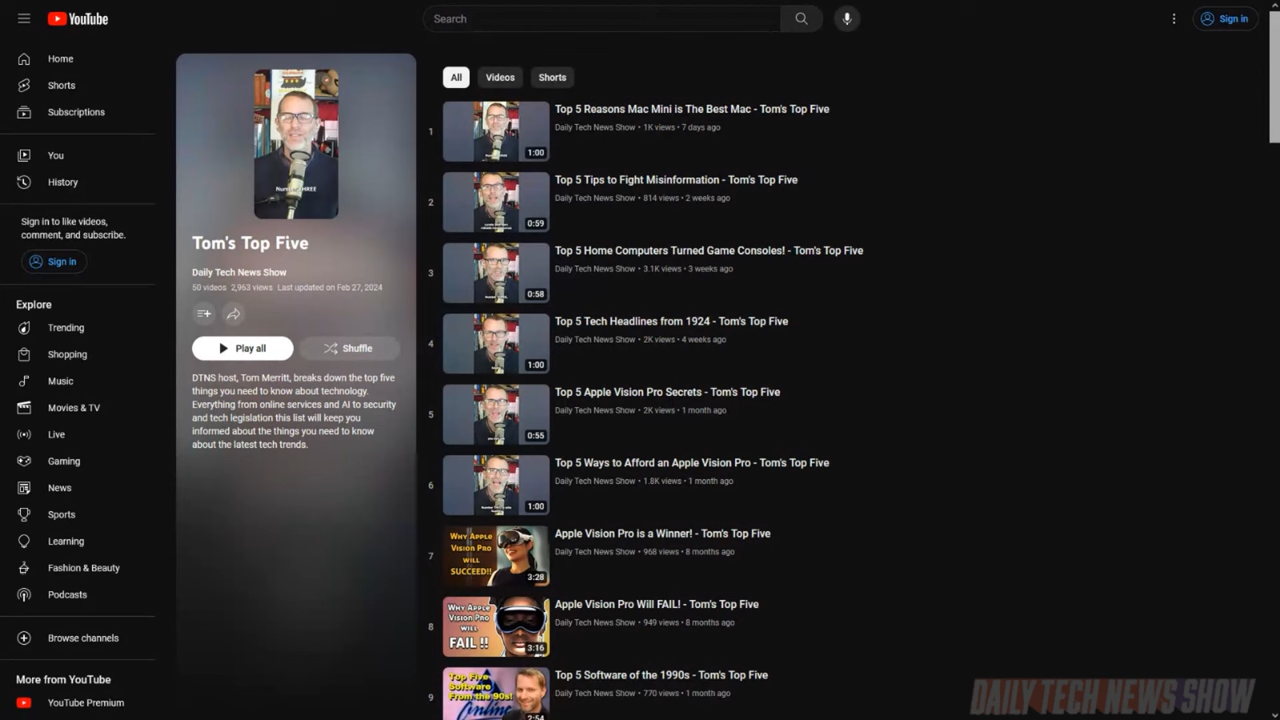 YouTube
Search
Sign in
Home
Shorts
Subscriptions
You
History
Sign in to like videos,
comment, and subscribe.
Sign in
Explore
Trending
Shopping
Music
Movies & TV
Live
Gaming
News
Sports
Learning
Fashion & Beauty
Podcasts
Browse channels
More from YouTube
YouTube Premium
Tom's Top Five
Daily Tech News Show
50 videos 2,963 views Last updated on Feb 27, 2024
Play all
Shuffle
DTNS host, Tom Merritt, breaks down the top five
things you need to know about technology.
Everything from online services and AI to security
and tech legislation this list will keep you
informed about the things you need to know
about the latest tech trends.
All
Videos
Shorts
1
1:00
Top 5 Reasons Mac Mini is The Best Mac - Tom's Top Five
Daily Tech News Show • 1K views • 7 days ago
2
0:59
Top 5 Tips to Fight Misinformation - Tom's Top Five
Daily Tech News Show • 814 views • 2 weeks ago
3
0:58
Top 5 Home Computers Turned Game Consoles! - Tom's Top Five
Daily Tech News Show • 3.1K views • 3 weeks ago
4
1:00
Top 5 Tech Headlines from 1924 - Tom's Top Five
Daily Tech News Show • 2K views • 4 weeks ago
5
0:55
Top 5 Apple Vision Pro Secrets - Tom's Top Five
Daily Tech News Show • 2K views • 1 month ago
6
1:00
Top 5 Ways to Afford an Apple Vision Pro - Tom's Top Five
Daily Tech News Show • 1.8K views • 1 month ago
7
WHY APPLE
VISION PRO
WILL
SUCCEED!!
3:28
Apple Vision Pro is a Winner! - Tom's Top Five
Daily Tech News Show • 968 views • 8 months ago
8
WHY APPLE
VISION PRO
WILL
FAIL !!
3:16
Apple Vision Pro Will FAIL! - Tom's Top Five
Daily Tech News Show • 949 views • 8 months ago
9
Top Five
Software
From the 90s!
Online
2:54
Top 5 Software of the 1990s - Tom's Top Five
Daily Tech News Show • 770 views • 1 month ago
DAILY TECH NEWS SHOW